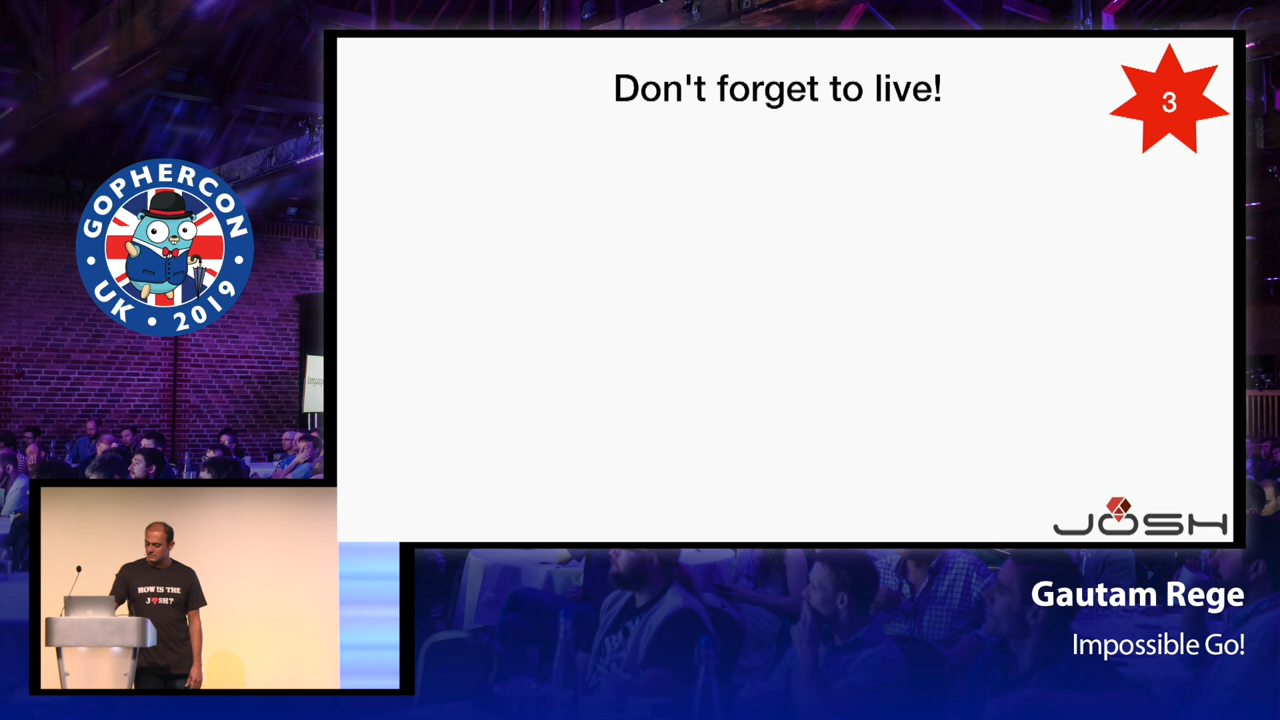 Don't forget to live!
3
GOPHERCON
UK • 2019
HOW IS THE
JOSH?
JOSH
Gautam Rege
Impossible Go!